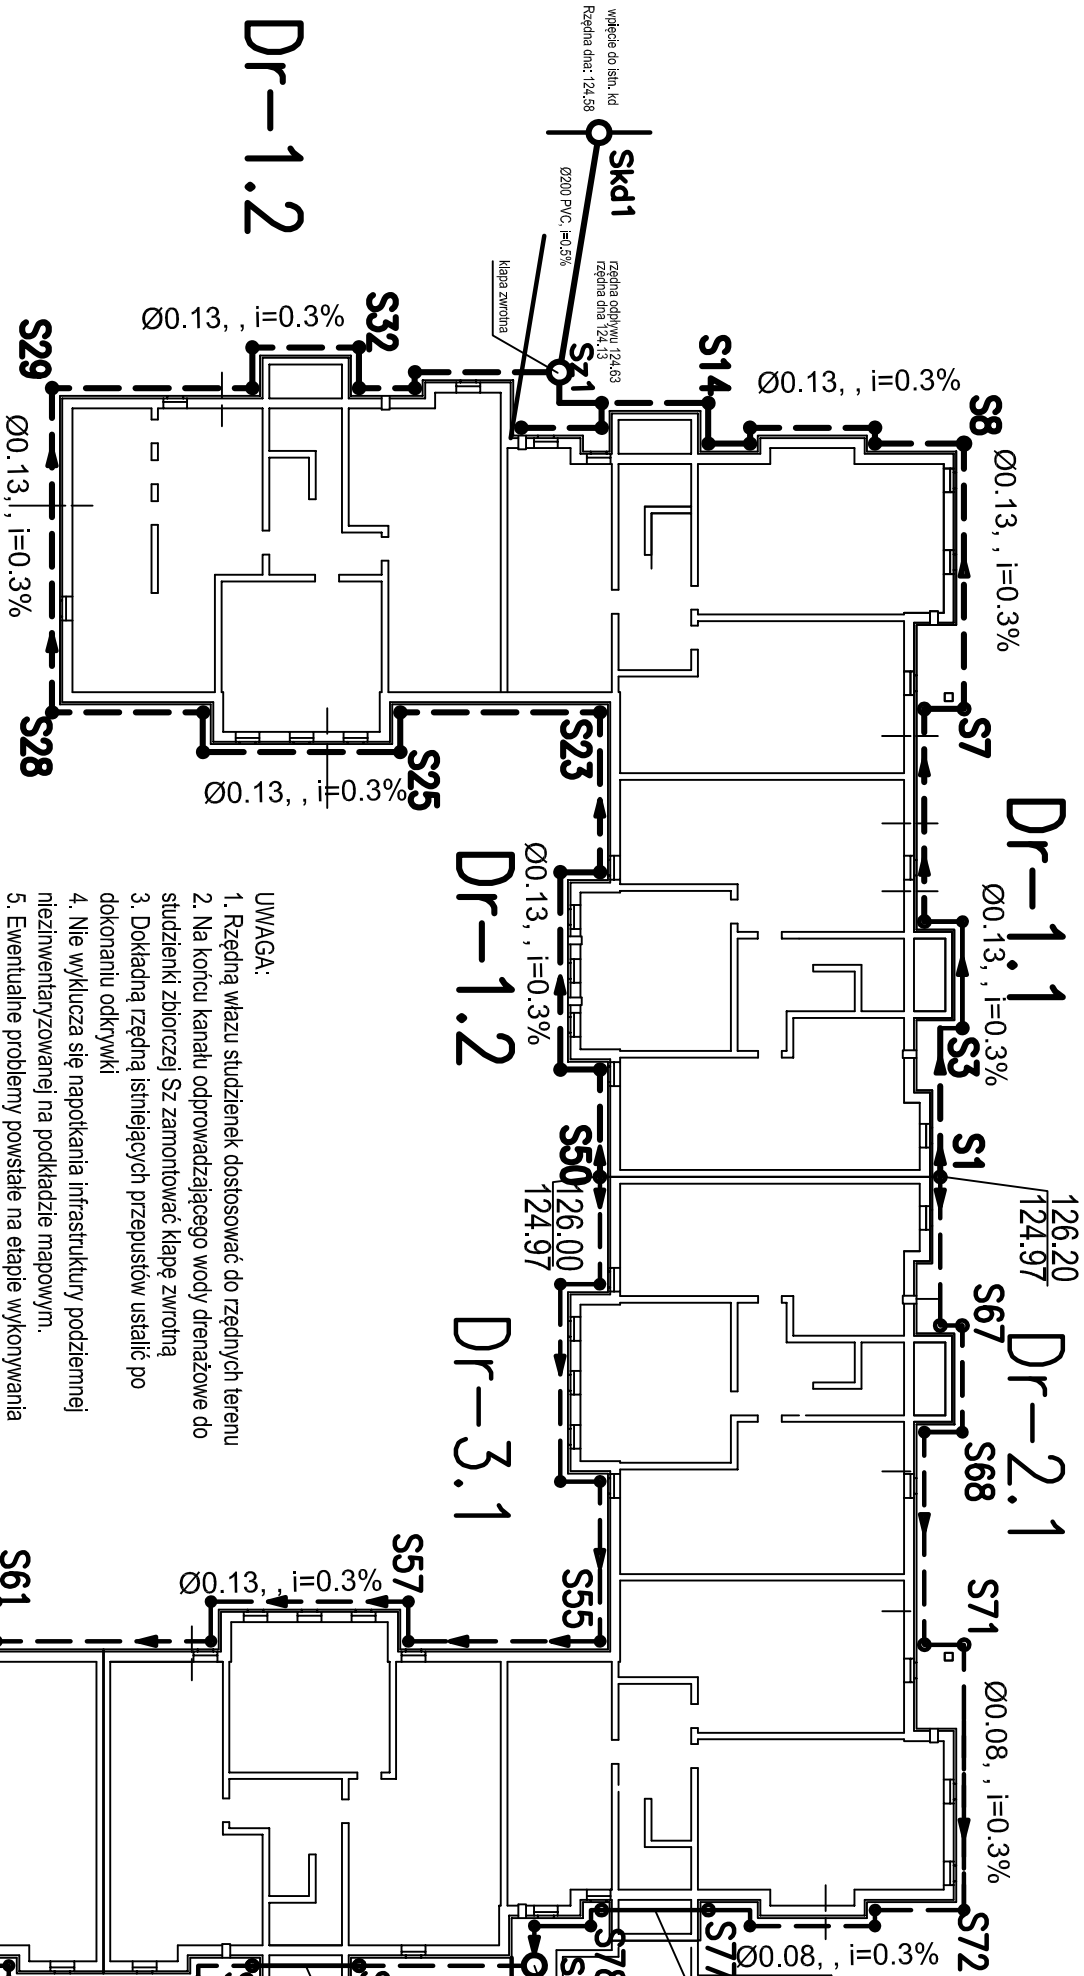 wpięcie do istn. kd
Rzędna dna: 124.58
Skd1
Ø200 PVC, i=0.5%
rzędna odpływu 124.63
rzędna dna 124.13
klapa zwrotna
Sz1
S14
Ø0.13, , i=0.3%
S8
Ø0.13, , i=0.3%
S7
Dr-1.1
Ø0.13, , i=0.3%
S3
S1
126.20
124.97
S67
Dr-2.1
S68
S71
Ø0.08, , i=0.3%
S72
Ø0.08, , i=0.3%
S78
Dr-1.2
S32
Ø0.13, , i=0.3%
S29
Ø0.13, , i=0.3%
S28
Ø0.13, , i=0.3%
S25
S23
Dr-1.2
Ø0.13, , i=0.3%
S50
126.00
124.97
Dr-3.1
S55
S57
Ø0.13, , i=0.3%
S61
UWAGA:
1. Rzędną włazu studzienek dostosować do rzędnych terenu
2. Na końcu kanału odprowadzającego wody drenażowe do
studzienki zbiorczej Sz zamontować klapę zwrotną
3. Dokładną rzędną istniejących przepustów ustalić po
dokonaniu odkrywki
4. Nie wyklucza się napotkania infrastruktury podziemnej
niezinwentaryzowanej na podkładzie mapowym.
5. Ewentualne problemy powstałe na etapie wykonywania